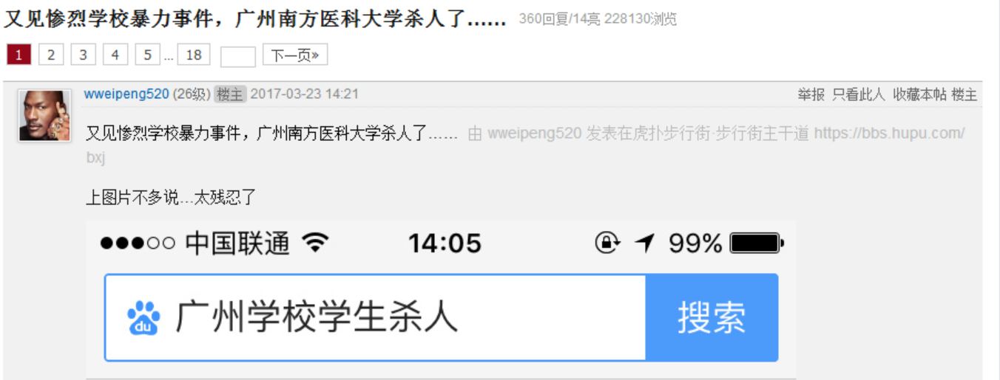 又见惨烈学校暴力事件，广州南方医科大学杀人了…… 360回复/14亮 228130浏览
1 2 3 4 5 ... 18 下一页»
wweipeng520 (26级) 楼主 2017-03-23 14:21 举报 只看此人 收藏本帖 楼主
又见惨烈学校暴力事件，广州南方医科大学杀人了…… 由 wweipeng520 发表在虎扑步行街·步行街主干道 https://bbs.hupu.com/
bxj
上图片不多说...太残忍了
中国联通 14:05 99%
du 广州学校学生杀人 搜索